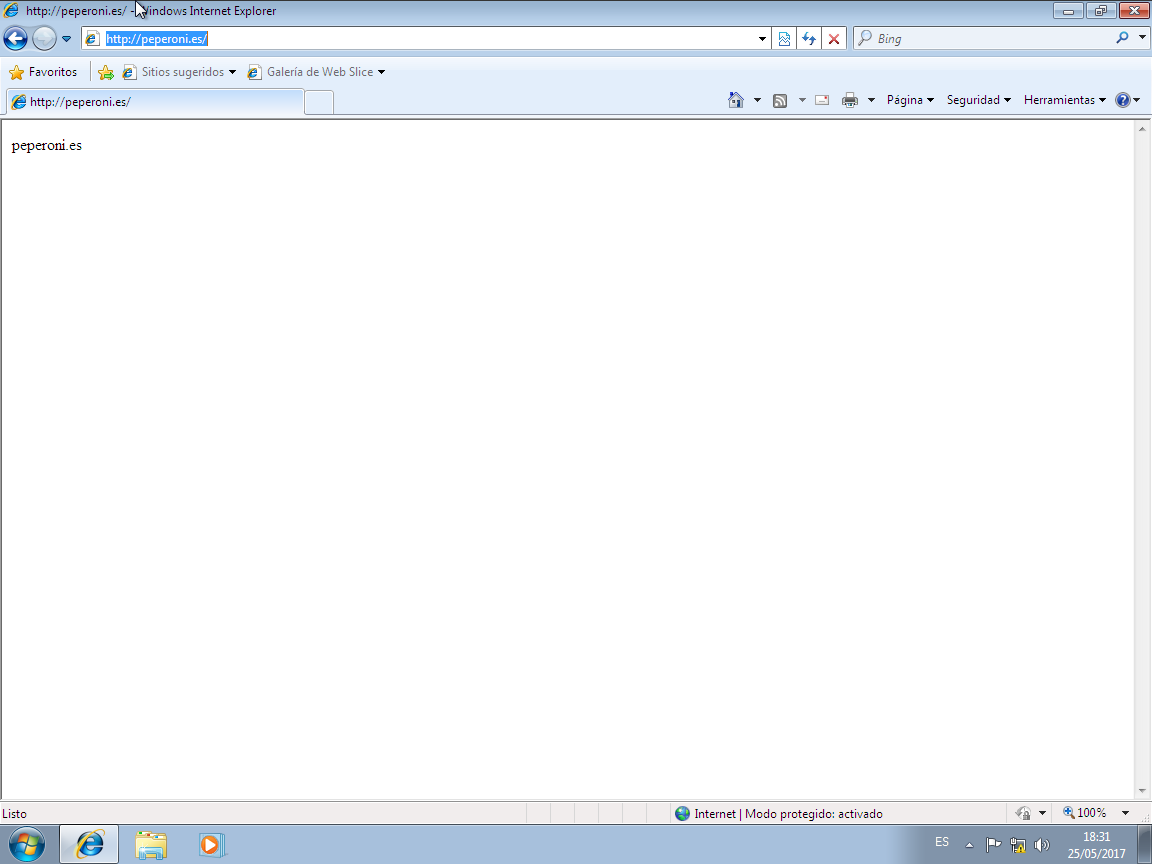 http://peperoni.es/ - Windows Internet Explorer
http://peperoni.es/
Bing
Favoritos
Sitios sugeridos
Galería de Web Slice
http://peperoni.es/
Página
Seguridad
Herramientas
peperoni.es
Listo
Internet | Modo protegido: activado
100%
ES
18:31
25/05/2017